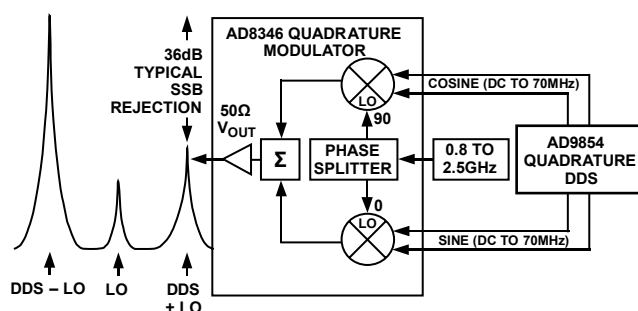 AD8346 QUADRATURE
MODULATOR
36dB
TYPICAL
SSB
REJECTION
50Ω
VOUT
LO
90
COSINE (DC TO 70MHz)
Σ
PHASE
SPLITTER
0.8 TO
2.5GHz
AD9854
QUADRATURE
DDS
0
LO
SINE (DC TO 70MHz)
DDS – LO
LO
DDS
+ LO